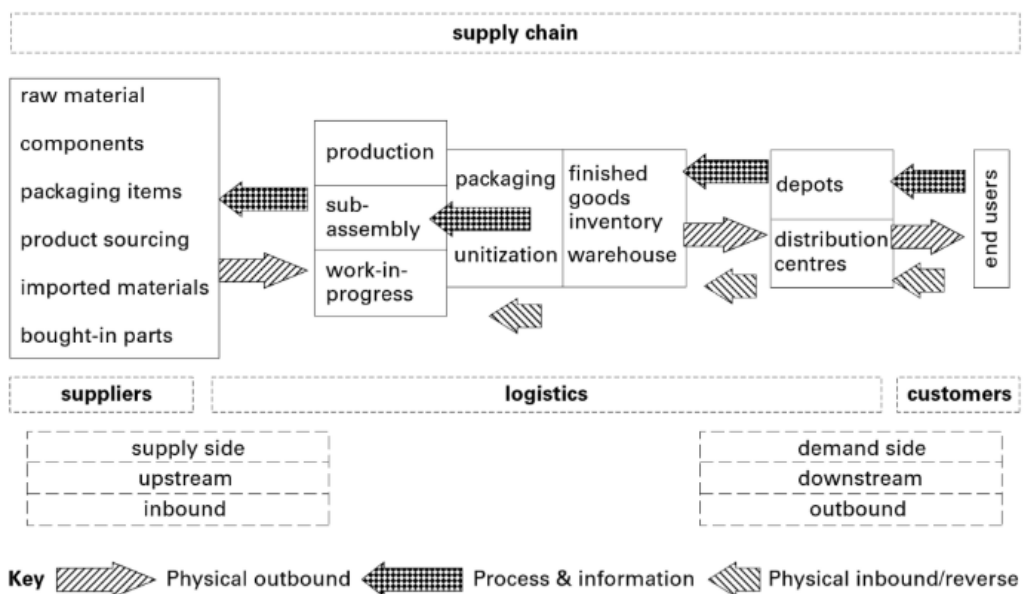 supply chain
raw material
components
packaging items
product sourcing
imported materials
bought-in parts
production
sub-
assembly
work-in-
progress
packaging
unitization
finished
goods
inventory
warehouse
depots
distribution
centres
end users
suppliers
logistics
customers
supply side
upstream
inbound
demand side
downstream
outbound
Key Physical outbound Process & information Physical inbound/reverse